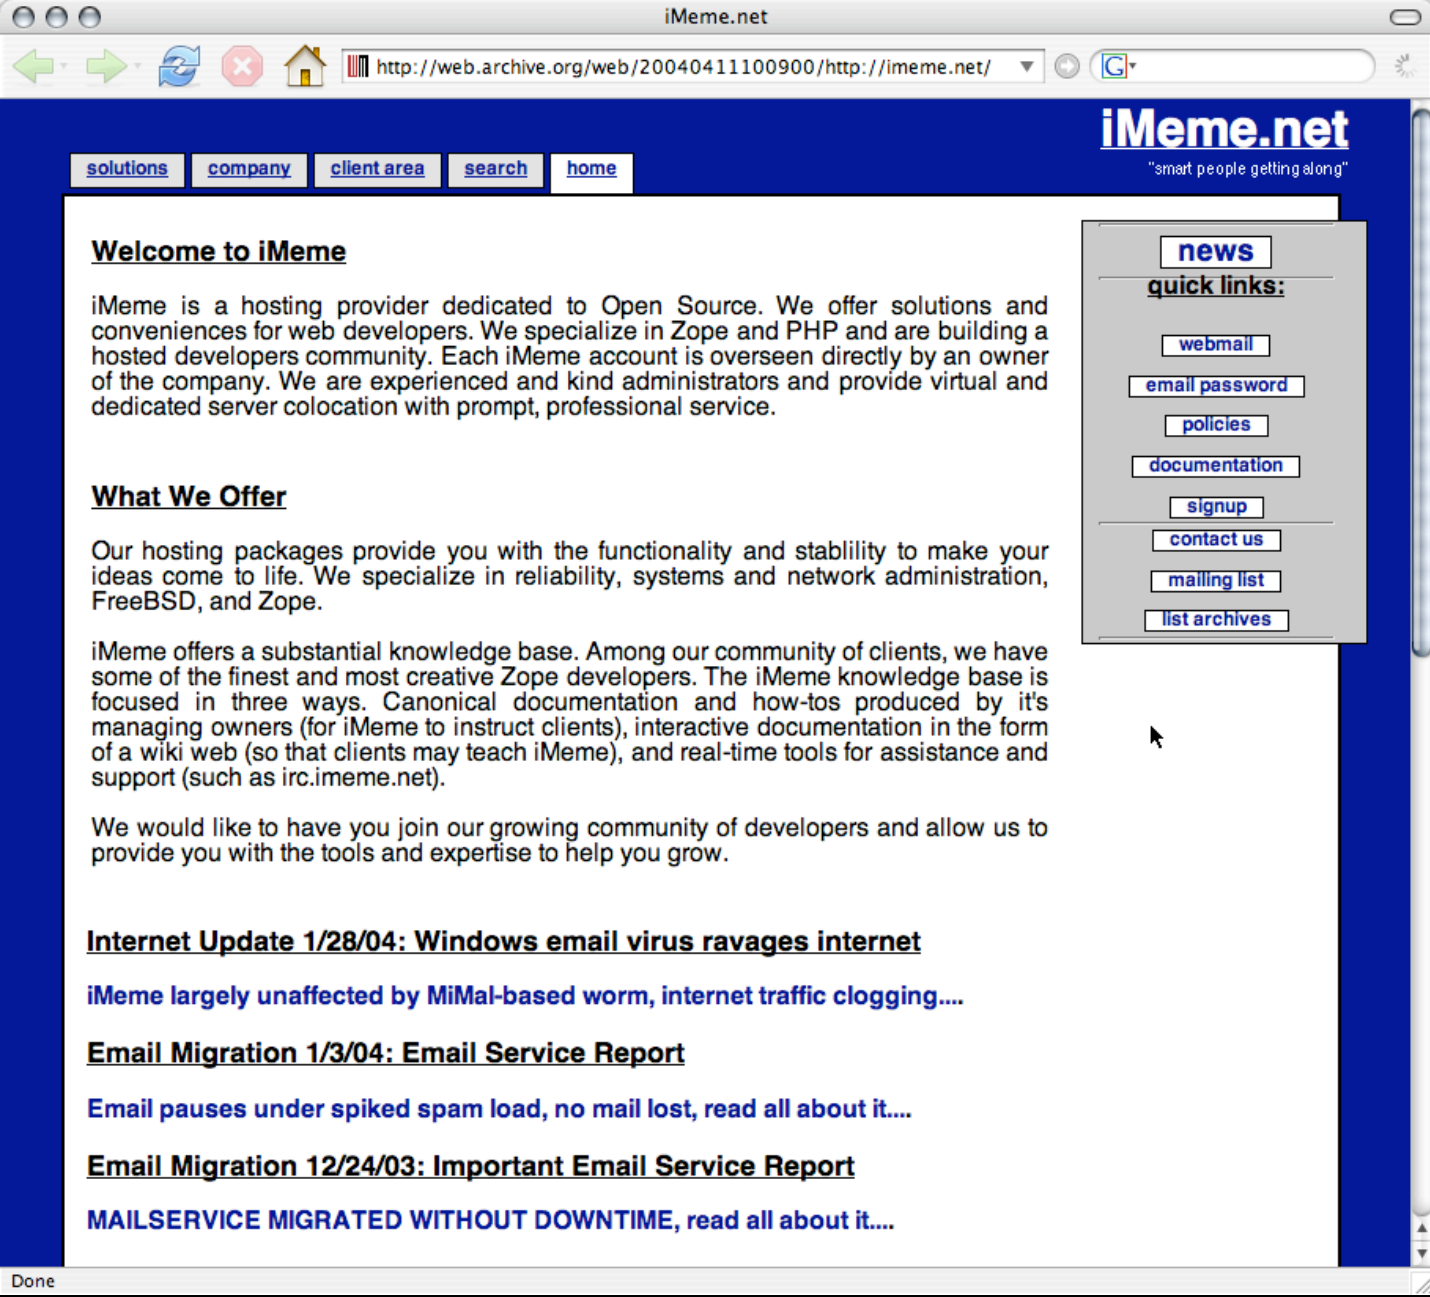 iMeme.net
http://web.archive.org/web/20040411100900/http://imeme.net/
G
iMeme.net
"smart people getting along"
solutions
company
client area
search
home
Welcome to iMeme
iMeme is a hosting provider dedicated to Open Source. We offer solutions and
conveniences for web developers. We specialize in Zope and PHP and are building a
hosted developers community. Each iMeme account is overseen directly by an owner
of the company. We are experienced and kind administrators and provide virtual and
dedicated server colocation with prompt, professional service.
What We Offer
Our hosting packages provide you with the functionality and stablility to make your
ideas come to life. We specialize in reliability, systems and network administration,
FreeBSD, and Zope.
iMeme offers a substantial knowledge base. Among our community of clients, we have
some of the finest and most creative Zope developers. The iMeme knowledge base is
focused in three ways. Canonical documentation and how-tos produced by it's
managing owners (for iMeme to instruct clients), interactive documentation in the form
of a wiki web (so that clients may teach iMeme), and real-time tools for assistance and
support (such as irc.imeme.net).
We would like to have you join our growing community of developers and allow us to
provide you with the tools and expertise to help you grow.
Internet Update 1/28/04: Windows email virus ravages internet
iMeme largely unaffected by MiMal-based worm, internet traffic clogging....
Email Migration 1/3/04: Email Service Report
Email pauses under spiked spam load, no mail lost, read all about it....
Email Migration 12/24/03: Important Email Service Report
MAILSERVICE MIGRATED WITHOUT DOWNTIME, read all about it....
news
quick links:
webmail
email password
policies
documentation
signup
contact us
mailing list
list archives
Done